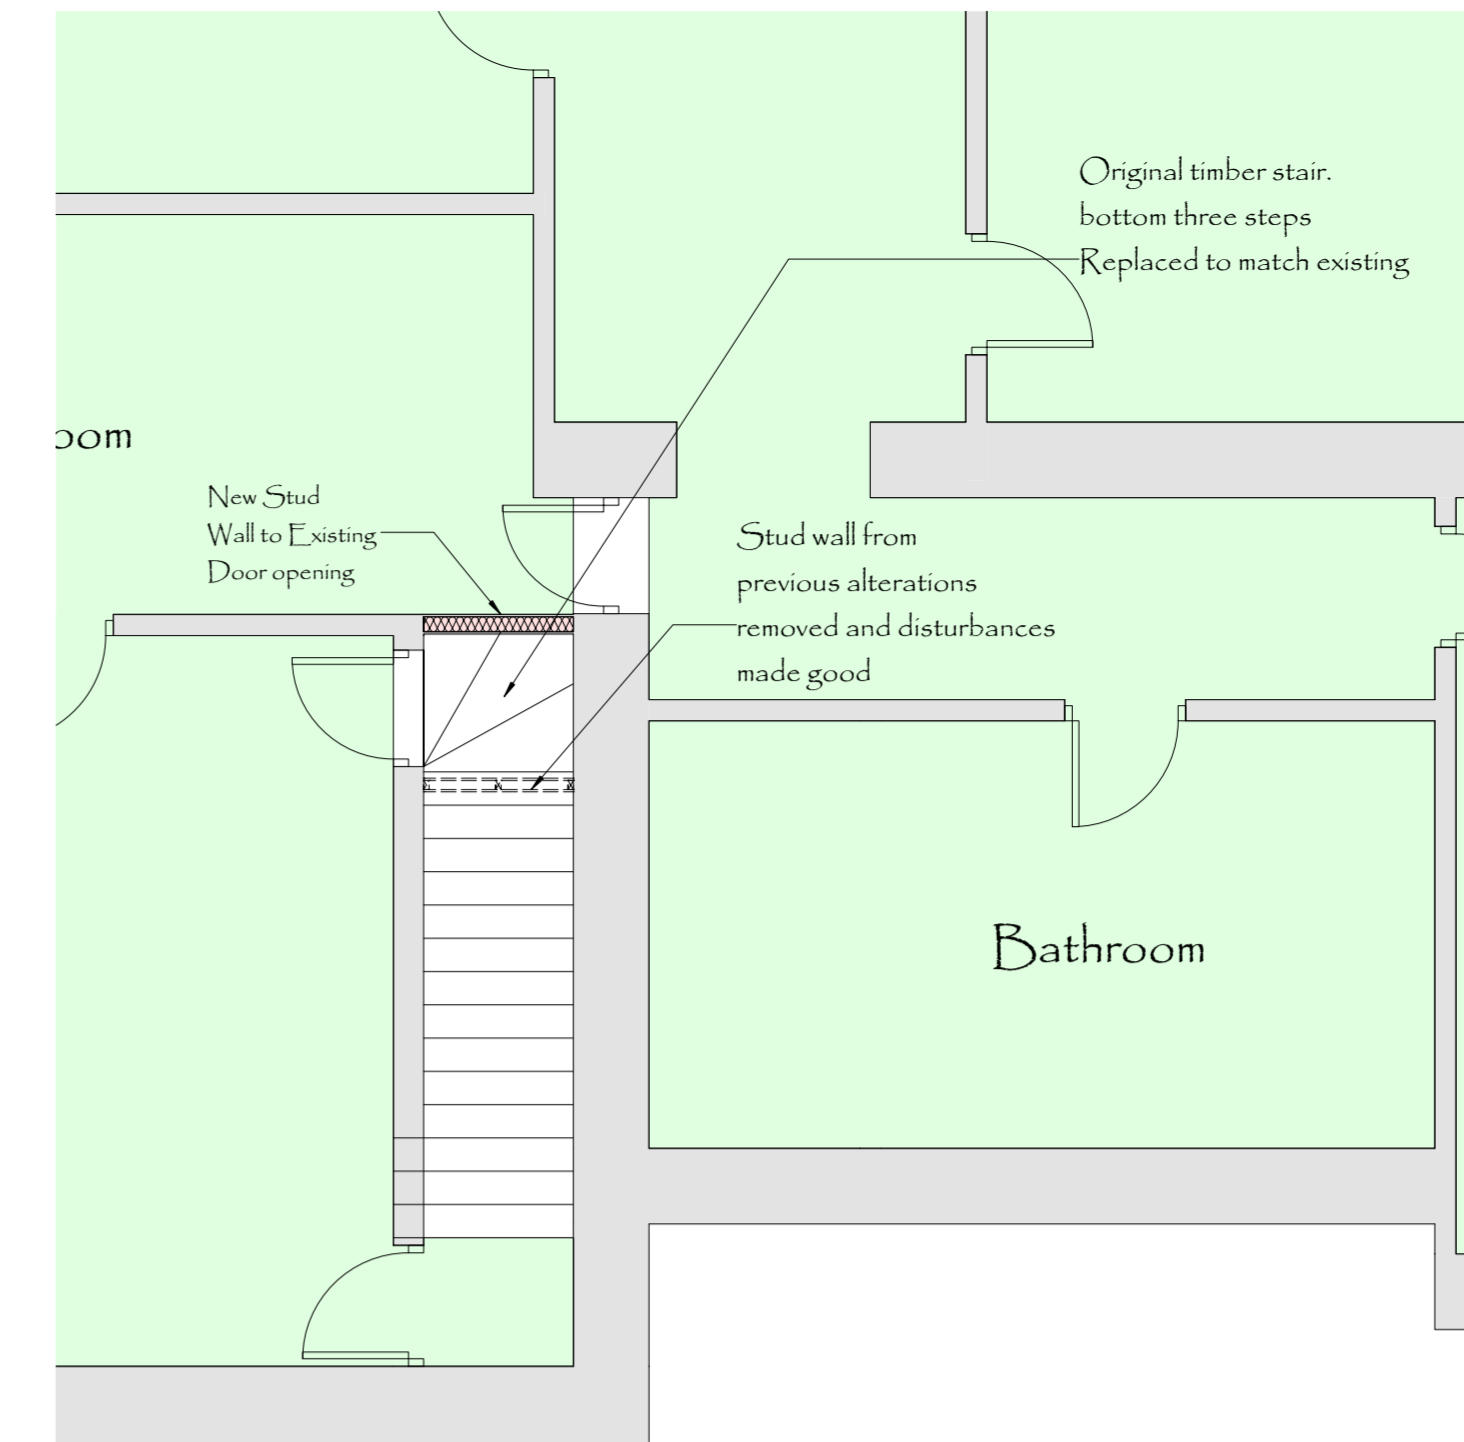 Original timber stair.
bottom three steps
Replaced to match existing
oom
New Stud
Wall to Existing
Door opening
Stud wall from
previous alterations
removed and disturbances
made good
Bathroom